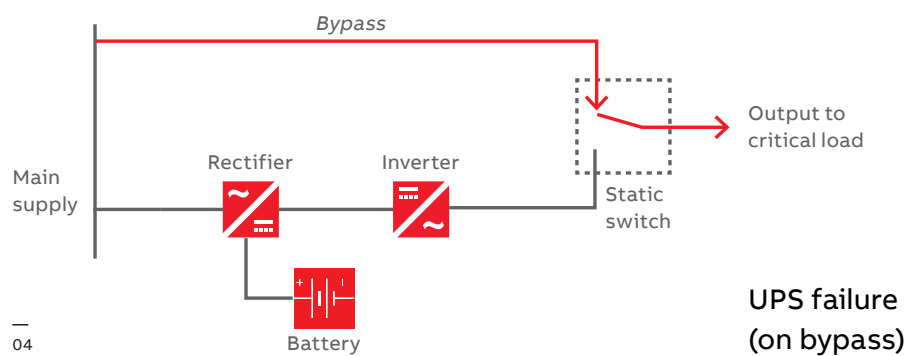 Bypass
Output to
critical load
Rectifier
Inverter
Main
supply
Static
switch
Battery
UPS failure
(on bypass)
—
04